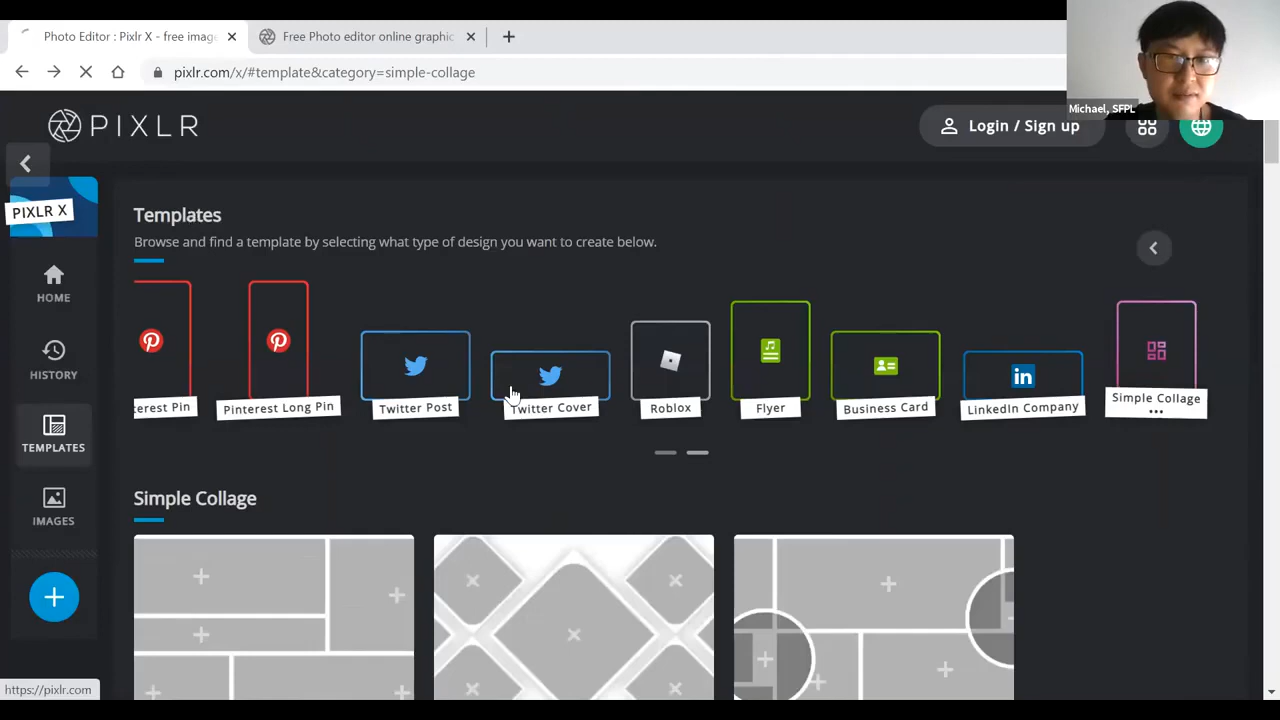 Photo Editor : Pixlr X - free image
Free Photo editor online graphic
pixlr.com/x/#template&category=simple-collage
Michael, SFPL
PIXLR
Login / Sign up
PIXLR X
HOME
HISTORY
TEMPLATES
IMAGES
Templates
Browse and find a template by selecting what type of design you want to create below.
terest Pin
Pinterest Long Pin
Twitter Post
Twitter Cover
Roblox
Flyer
Business Card
in
LinkedIn Company
Simple Collage
Simple Collage
https://pixlr.com